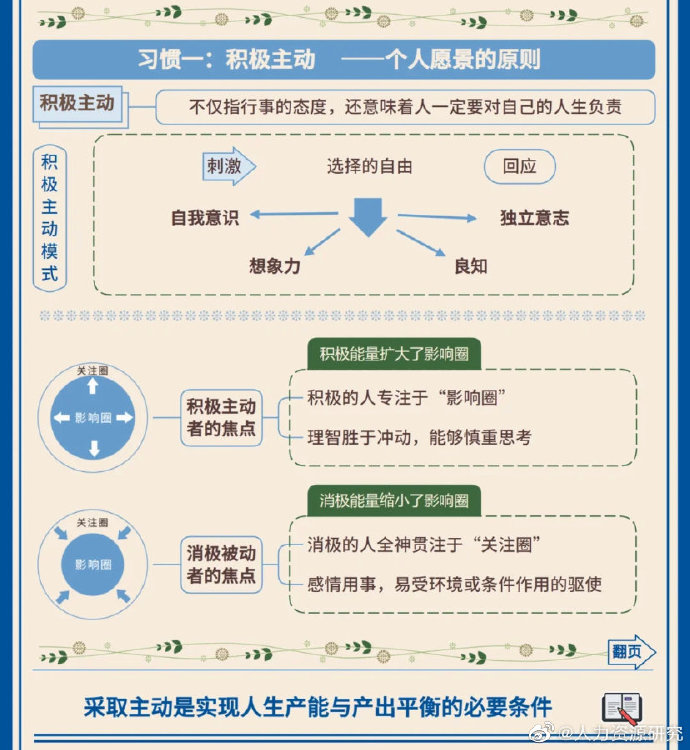 习惯一：积极主动 ——个人愿景的原则
积极主动
不仅指行事的态度，还意味着人一定要对自己的人生负责
积极主动模式
刺激
选择的自由
回应
自我意识
独立意志
想象力
良知
积极能量扩大了影响圈
关注圈
影响圈
积极主动
者的焦点
积极的人专注于“影响圈”
理智胜于冲动，能够慎重思考
消极能量缩小了影响圈
关注圈
影响圈
消极被动
者的焦点
消极的人全神贯注于“关注圈”
感情用事，易受环境或条件作用的驱使
翻页
采取主动是实现人生产能与产出平衡的必要条件
@人力资源研究